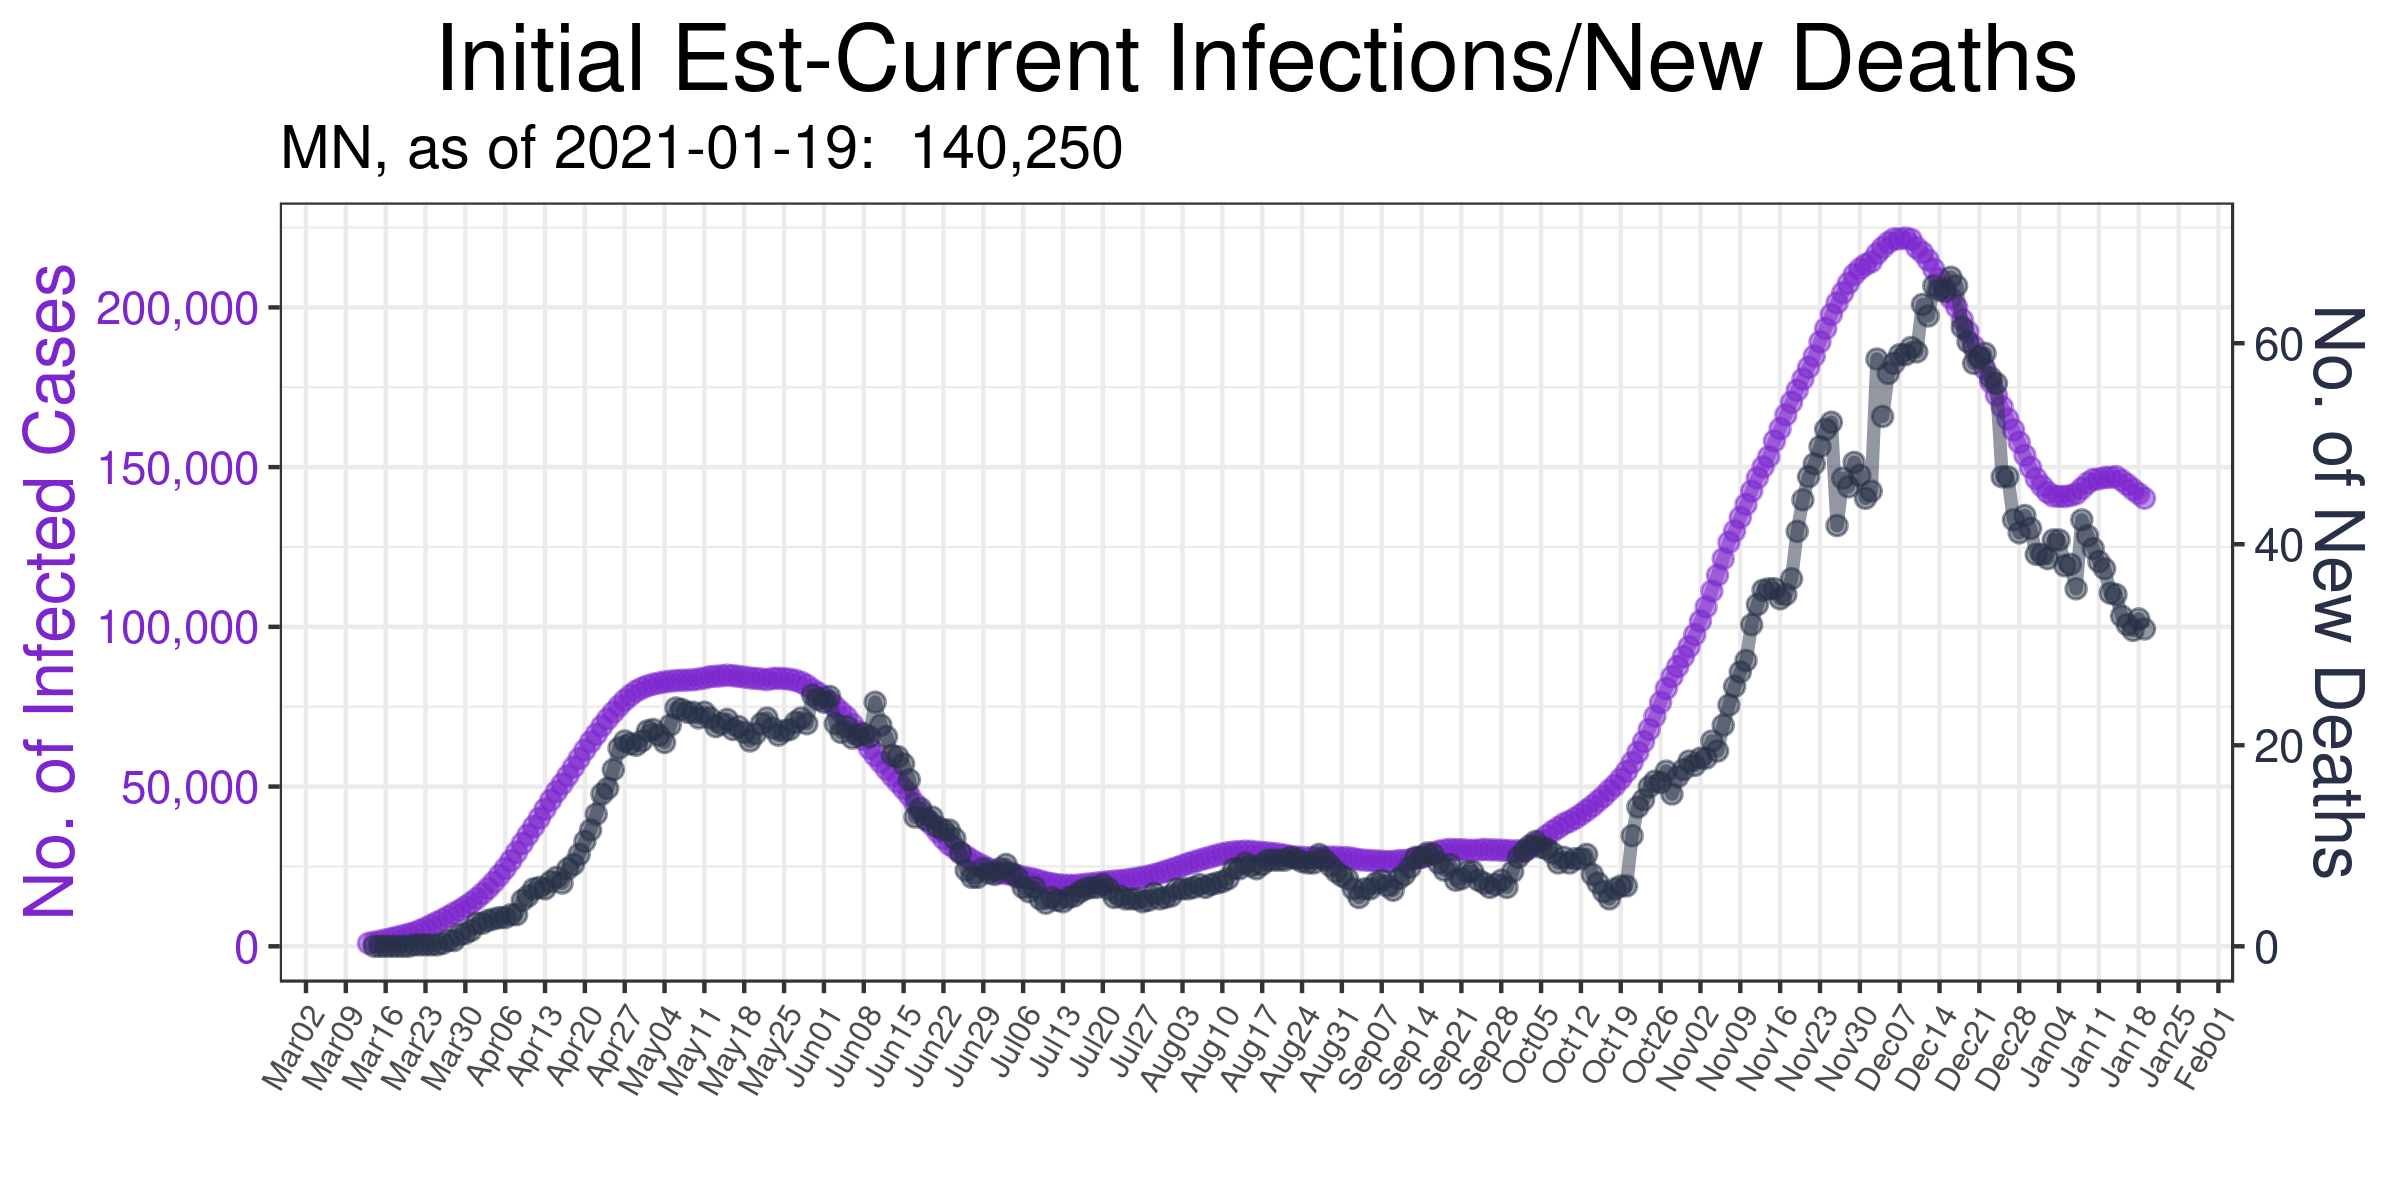 Initial Est-Current Infections/New Deaths
MN, as of 2021-01-19:  140,250
No. of Infected Cases
200,000
150,000
100,000
50,000
0
60
40
20
0
No. of New Deaths
Mar02
Mar09
Mar16
Mar23
Mar30
Apr06
Apr13
Apr20
Apr27
May04
May11
May18
May25
Jun01
Jun08
Jun15
Jun22
Jun29
Jul06
Jul13
Jul20
Jul27
Aug03
Aug10
Aug17
Aug24
Aug31
Sep07
Sep14
Sep21
Sep28
Oct05
Oct12
Oct19
Oct26
Nov02
Nov09
Nov16
Nov23
Nov30
Dec07
Dec14
Dec21
Dec28
Jan04
Jan11
Jan18
Jan25
Feb01